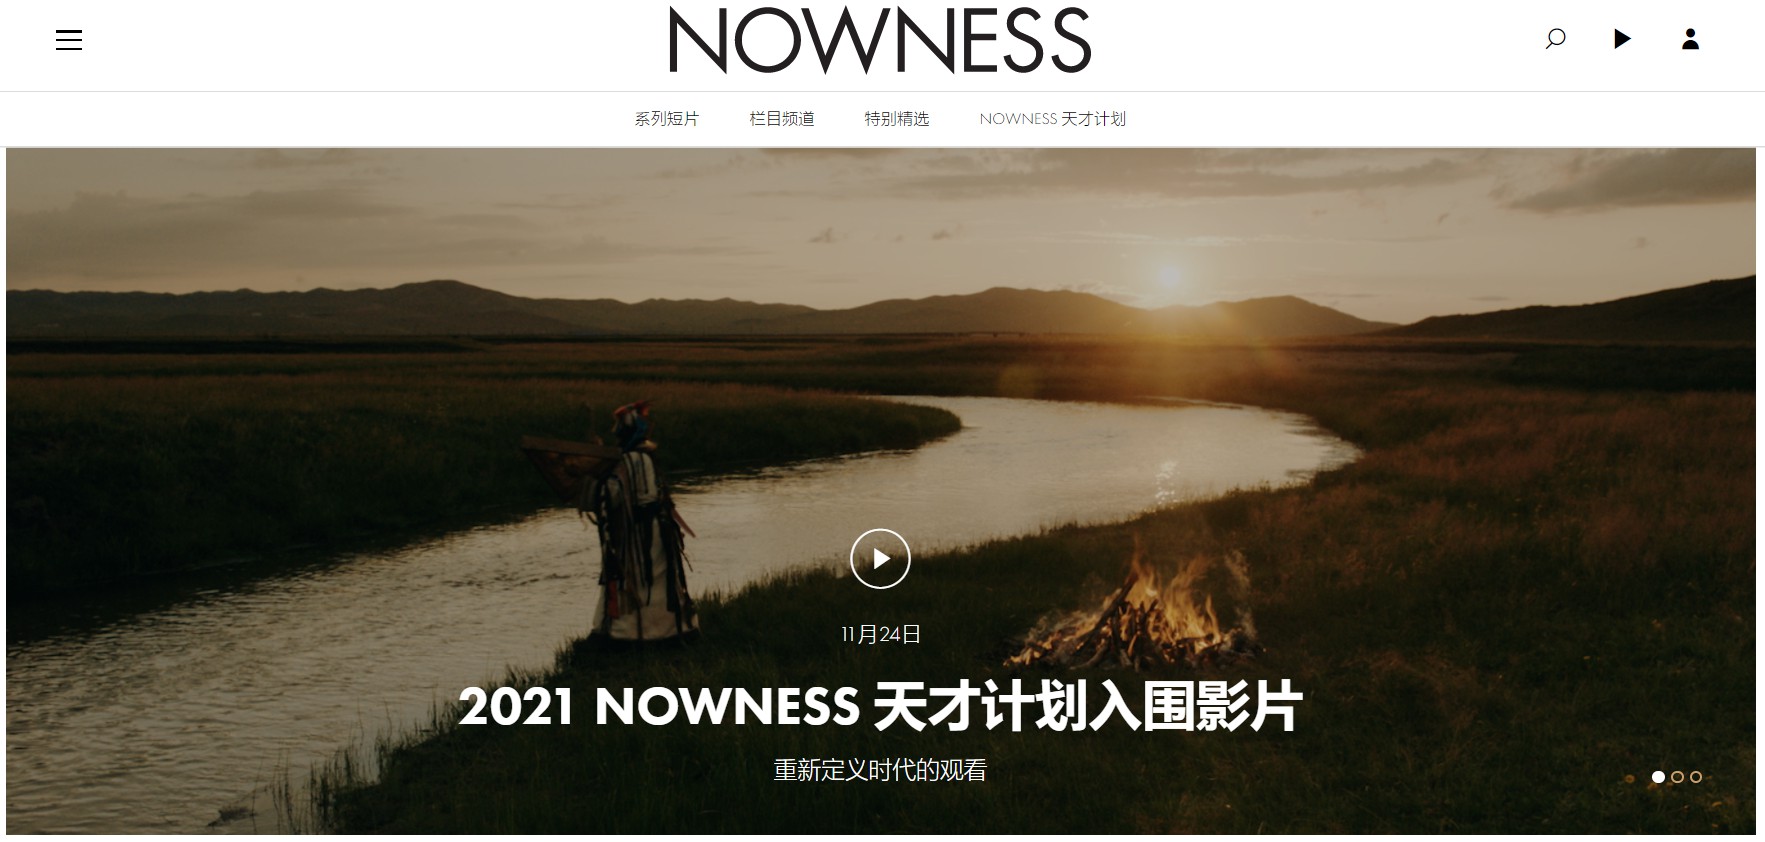 NOWNESS
系列短片 栏目频道 特别精选 NOWNESS 天才计划
11月24日
2021 NOWNESS 天才计划入围影片
重新定义时代的观看